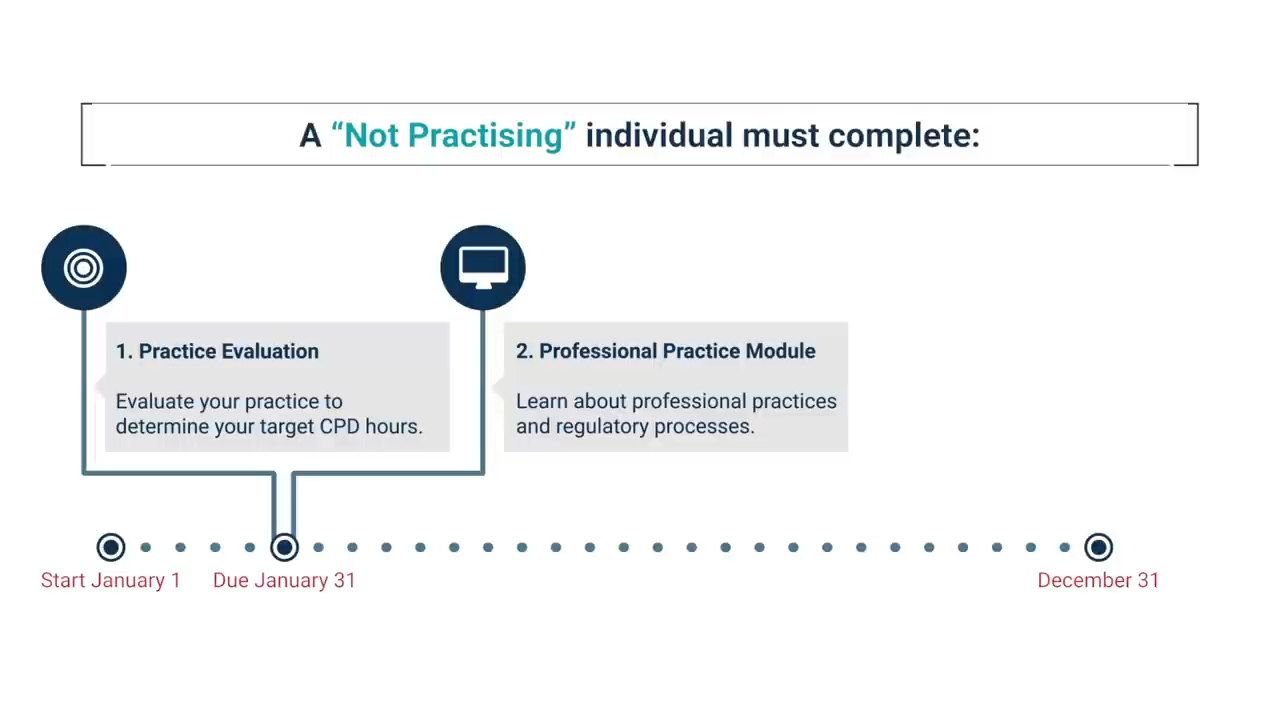 A “Not Practising” individual must complete:
1. Practice Evaluation
Evaluate your practice to
determine your target CPD hours.
2. Professional Practice Module
Learn about professional practices
and regulatory processes.
Start January 1
Due January 31
December 31